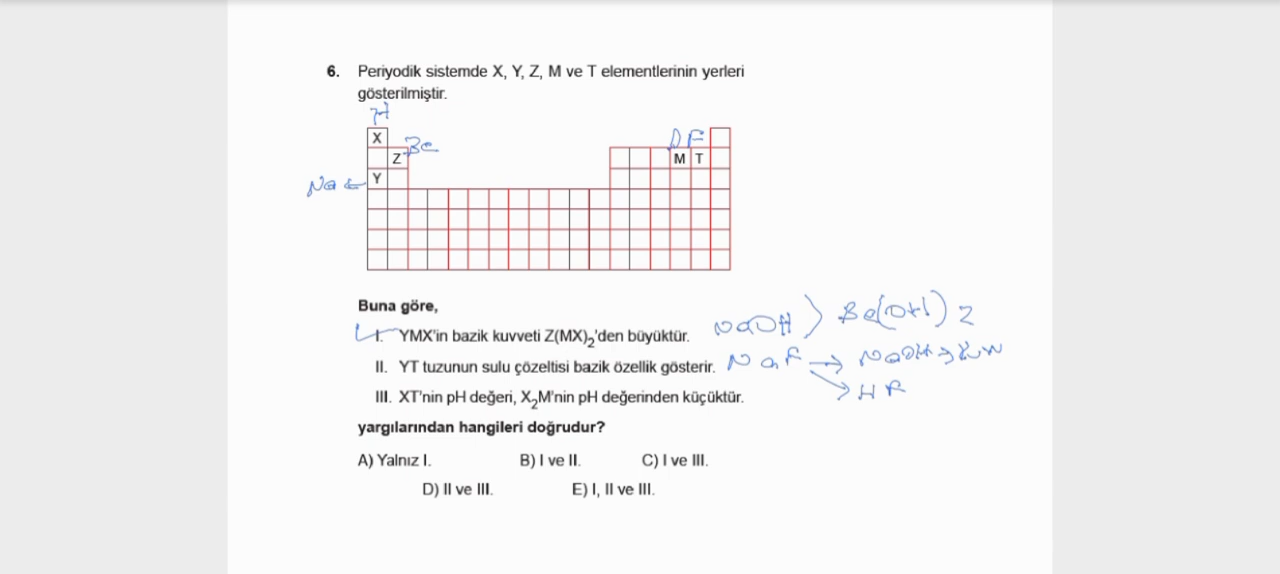 6. Periyodik sistemde X, Y, Z, M ve T elementlerinin yerleri
gösterilmiştir.
H
X
Be
O F
Z
M T
Na ←
Y
Buna göre,
I. YMX'in bazik kuvveti Z(MX)₂'den büyüktür.
NaOH > Be(OH)2
II. YT tuzunun sulu çözeltisi bazik özellik gösterir.
NaF → NaOH →
III. XT'nin pH değeri, X₂M'nin pH değerinden küçüktür.
→ HF
yargılarından hangileri doğrudur?
A) Yalnız I. B) I ve II. C) I ve III.
D) II ve III. E) I, II ve III.